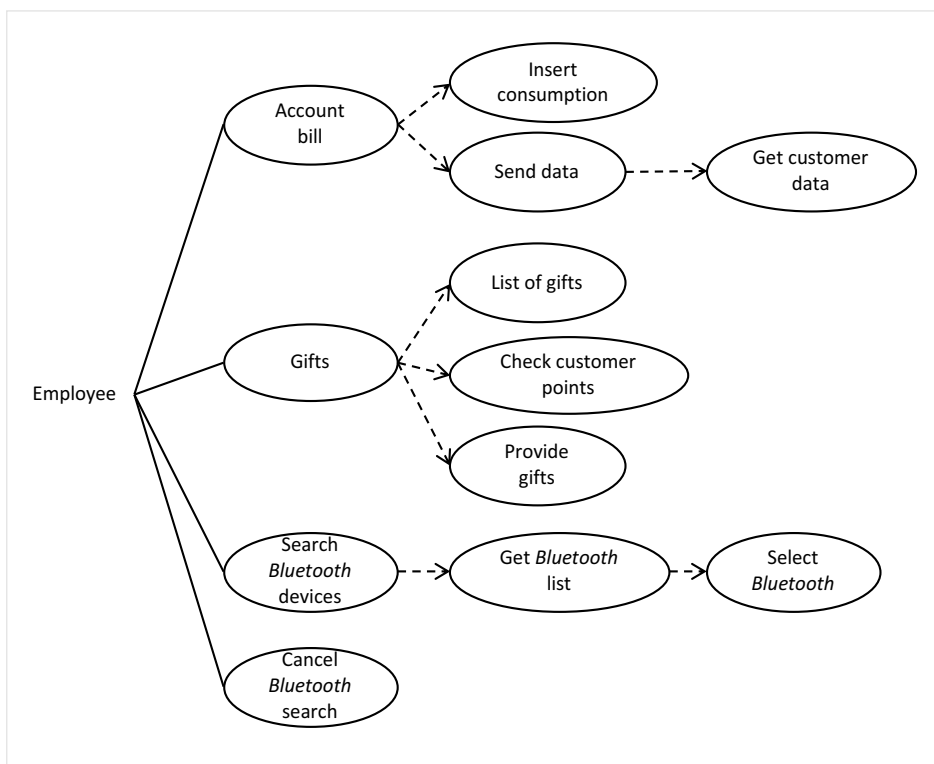 Insert
consumption
Account
bill
Send data
Get customer
data
List of gifts
Gifts
Check customer
points
Employee
Provide
gifts
Search
Bluetooth
devices
Get Bluetooth
list
Select
Bluetooth
Cancel
Bluetooth
search